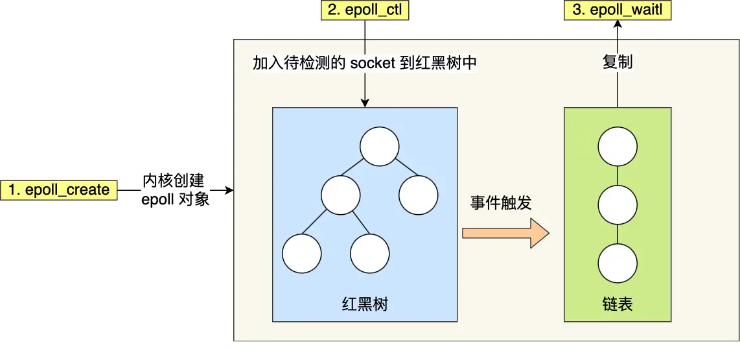 2. epoll_ctl
3. epoll_waitl
加入待检测的 socket 到红黑树中
复制
1. epoll_create
内核创建
epoll 对象
事件触发
红黑树
链表